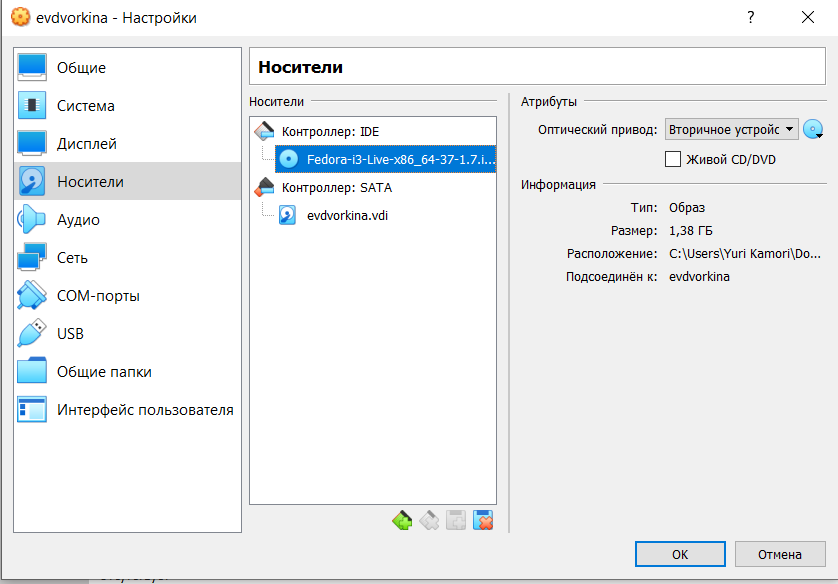 evdvorkina - Настройки
?
Общие
Система
Дисплей
Носители
Аудио
Сеть
COM-порты
USB
Общие папки
Интерфейс пользователя
Носители
Носители
Контроллер: IDE
Fedora-i3-Live-x86_64-37-1.7.i...
Контроллер: SATA
evdvorkina.vdi
Атрибуты
Оптический привод: Вторичное устройс
Живой CD/DVD
Информация
Тип: Образ
Размер: 1,38 ГБ
Расположение: C:\Users\Yuri Kamori\Do...
Подсоединён к: evdvorkina
OK
Отмена